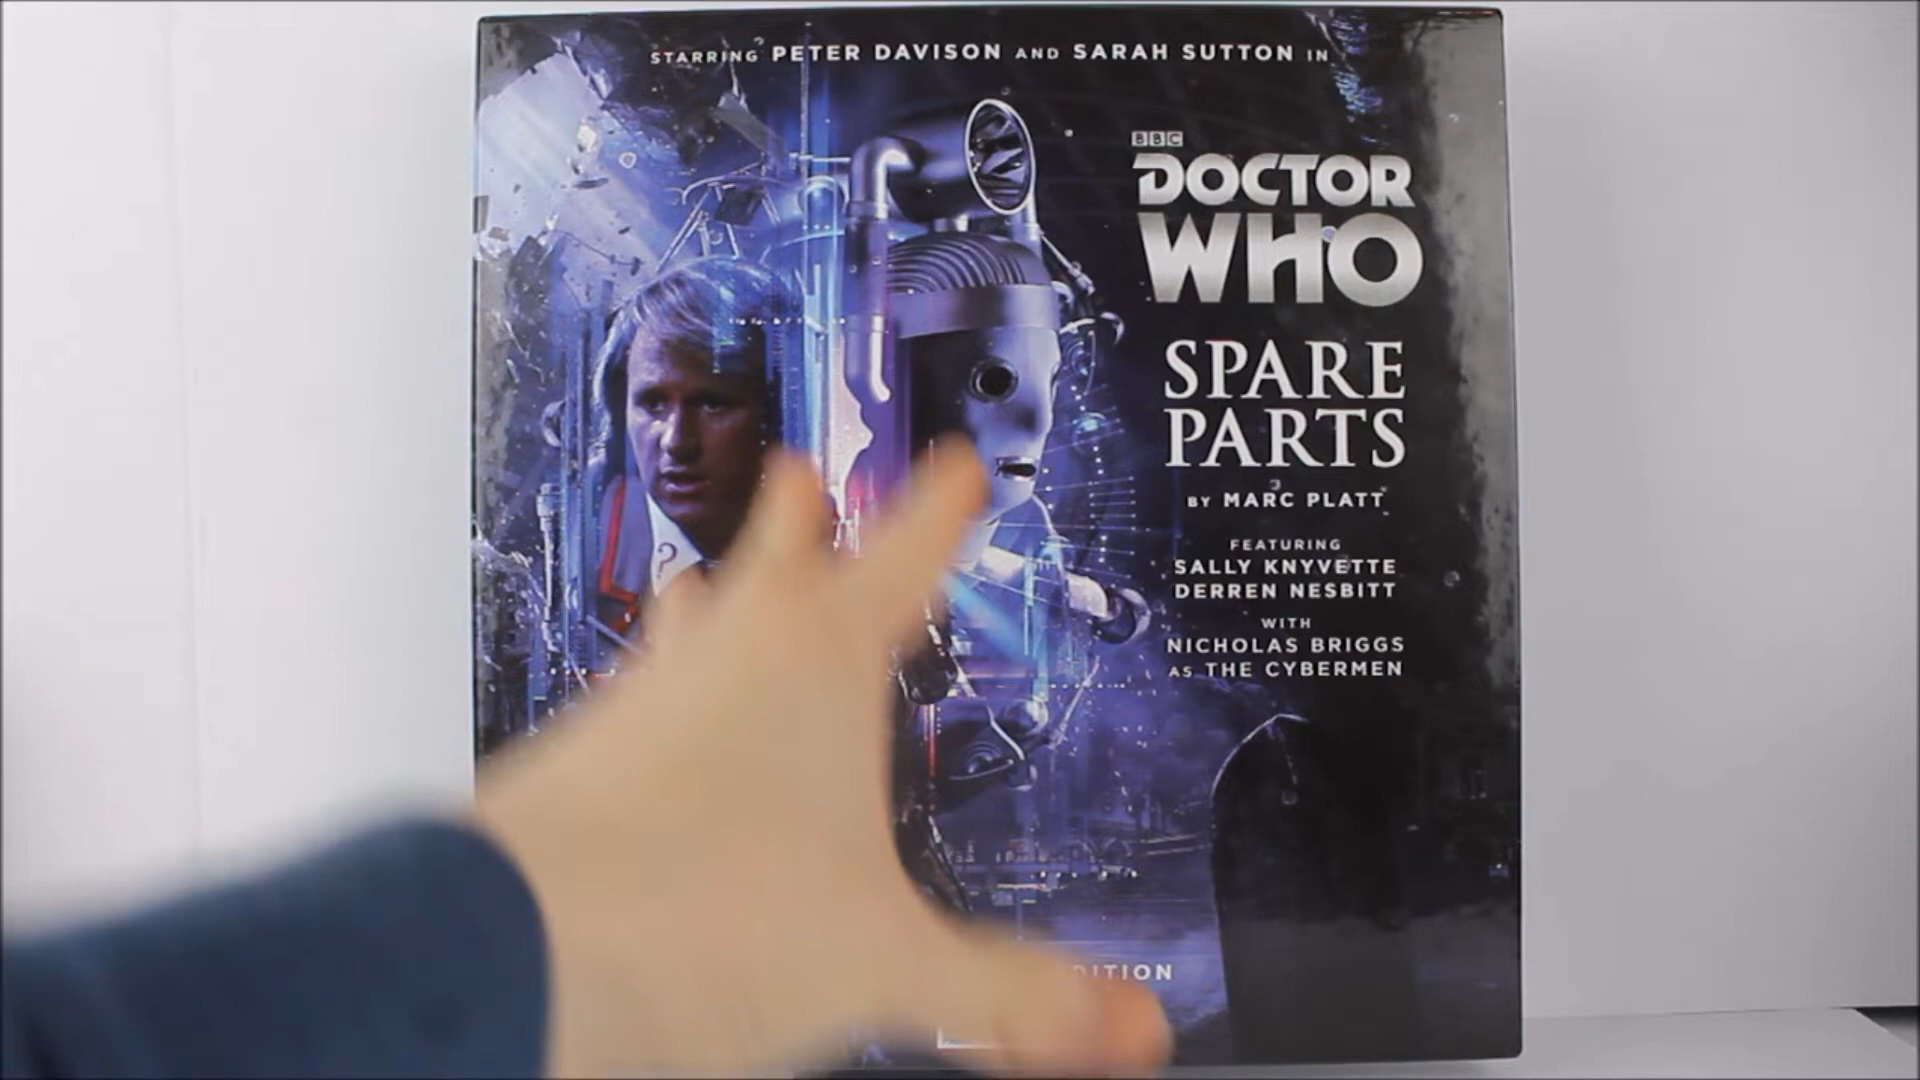 STARRING PETER DAVISON AND SARAH SUTTON IN
BBC
DOCTOR
WHO
SPARE
PARTS
BY MARC PLATT
FEATURING
SALLY KNYVETTE
DERREN NESBITT
WITH
NICHOLAS BRIGGS
AS THE CYBERMEN
?